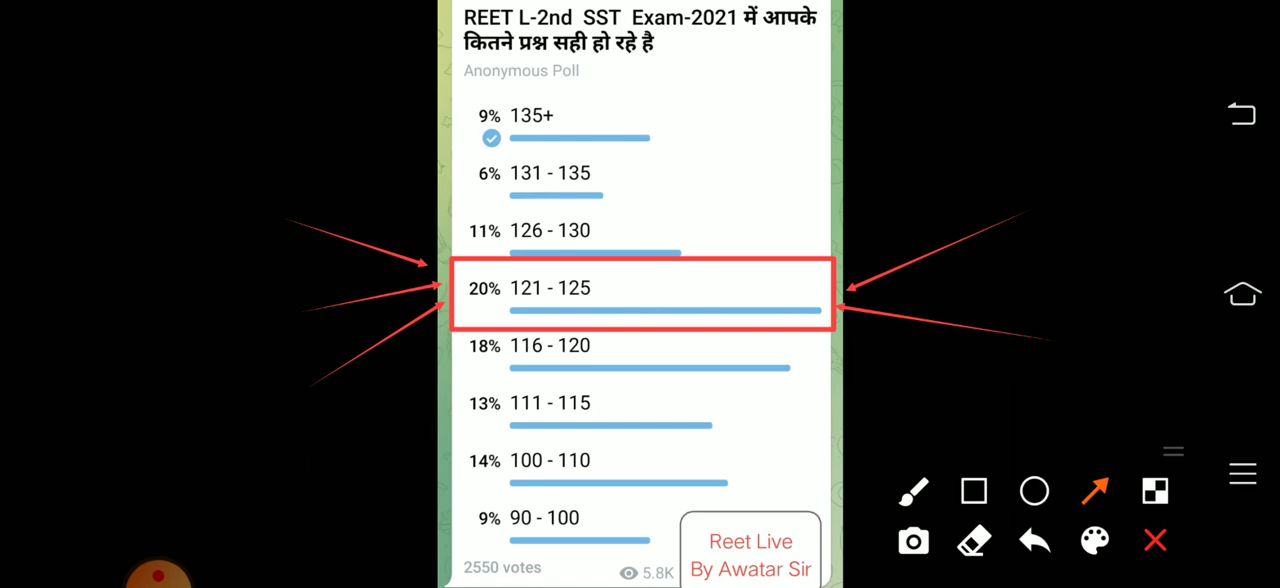 REET L-2nd SST Exam-2021 में आपके
कितने प्रश्न सही हो रहे है
Anonymous Poll
9% 135+
6% 131 - 135
11% 126 - 130
20% 121 - 125
18% 116 - 120
13% 111 - 115
14% 100 - 110
9% 90 - 100
2550 votes
5.8K
Reet Live
By Awatar Sir